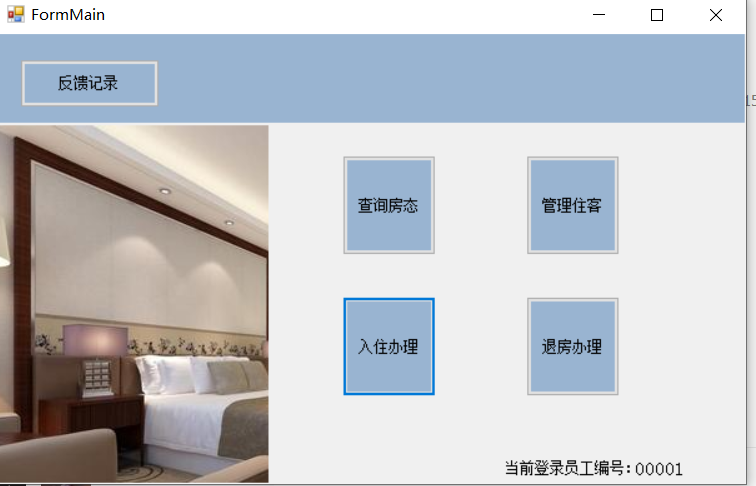 FormMain
反馈记录
查询房态
管理住客
入住办理
退房办理
当前登录员工编号:00001